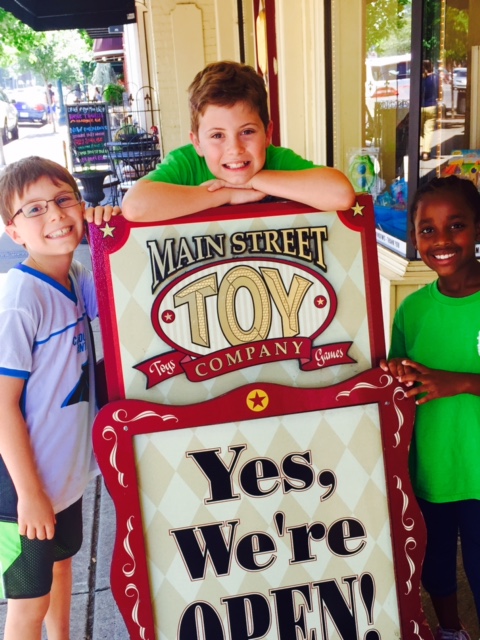 MAIN STREET
TOY
Toys COMPANY Games
Yes,
We're
OPEN!